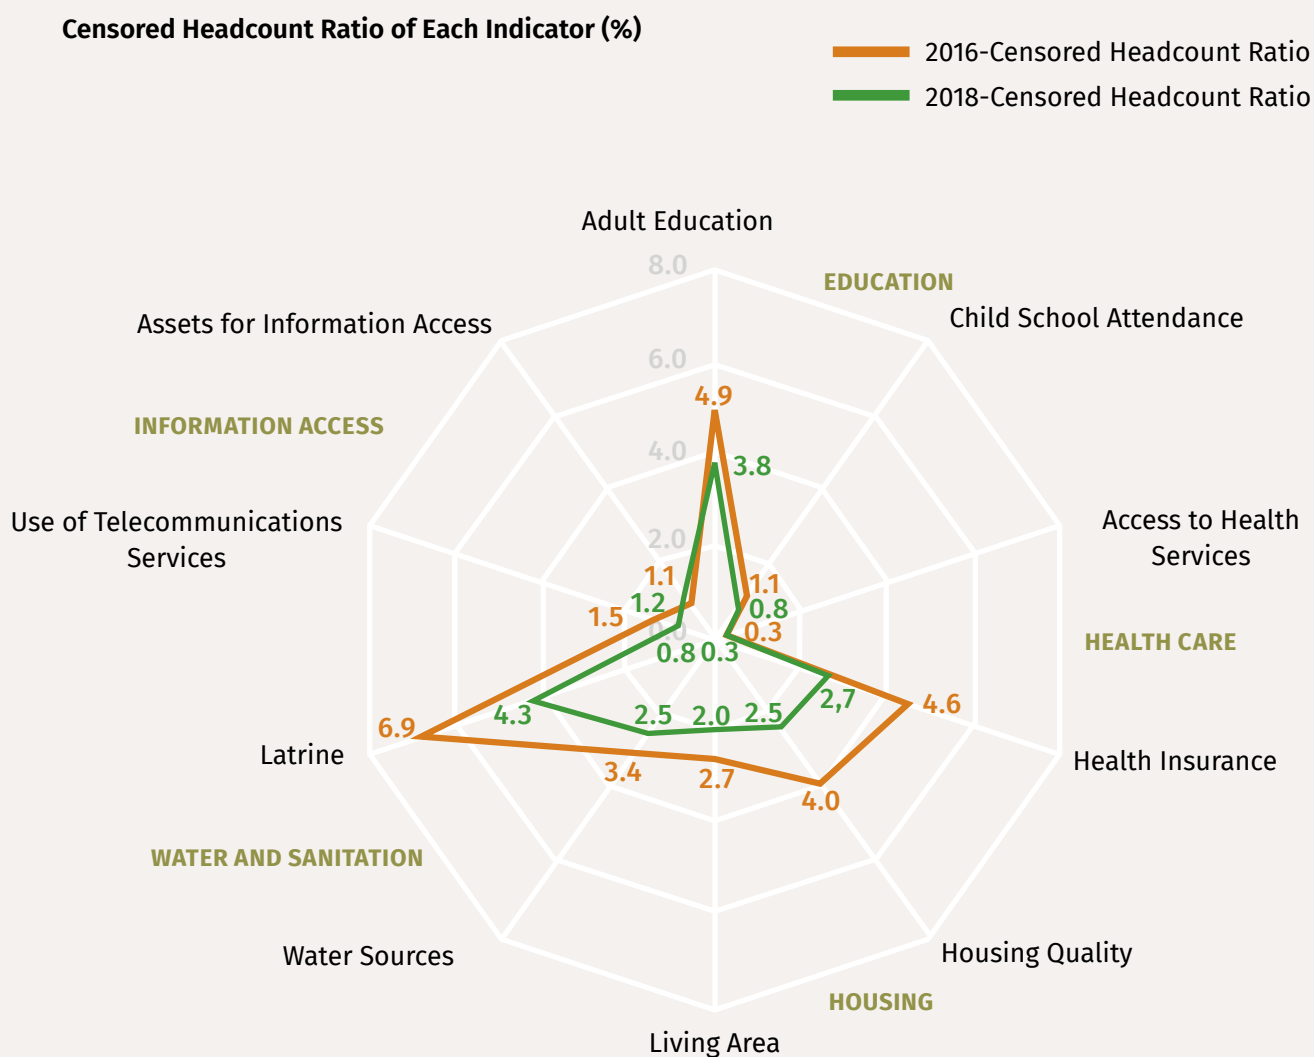 Censored Headcount Ratio of Each Indicator (%)
2016-Censored Headcount Ratio
2018-Censored Headcount Ratio
Adult Education
8.0
EDUCATION
Child School Attendance
Assets for Information Access
6.0
4.9
INFORMATION ACCESS
4.0
3.8
Use of Telecommunications
Services
Access to Health
Services
2.0
1.1
1.1
1.2
0.8
1.5
0.0
0.3
HEALTH CARE
0.8
0.3
2,7
4.6
6.9
4.3
2.5
2.0
2.5
Latrine
Health Insurance
3.4
2.7
4.0
WATER AND SANITATION
Water Sources
Housing Quality
HOUSING
Living Area